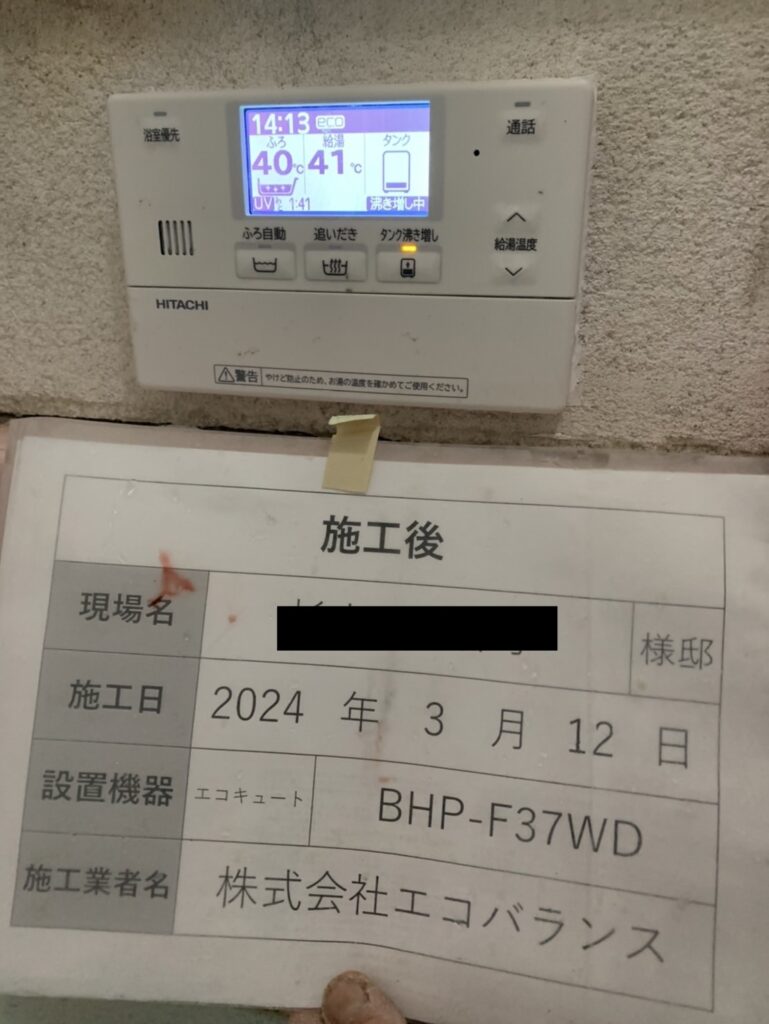 浴室優先
14:13 eco
ふろ 給湯 タンク
40℃ 41℃
UV 1:41 沸き増し中
通話
ふろ自動 追いだき タンク沸き増し
給湯温度
HITACHI
警告 やけど防止のため、お湯の温度を確かめてご使用ください。
施工後
現場名 様邸
施工日 2024 年 3 月 12 日
設置機器 エコキュート BHP-F37WD
施工業者名 株式会社エコバランス